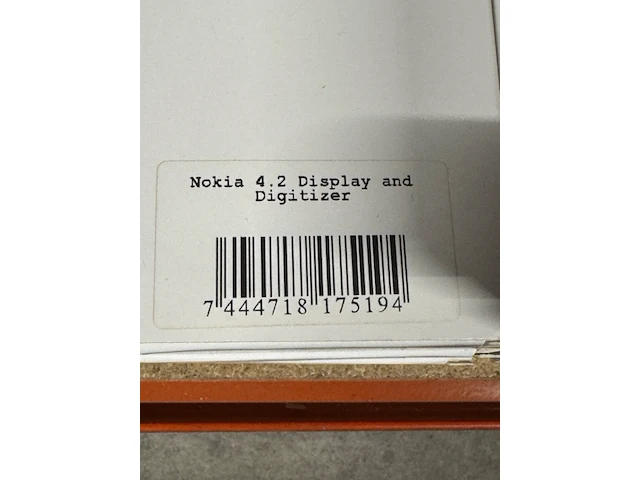 Nokia 4.2 Display and
Digitizer
7 444718 175194